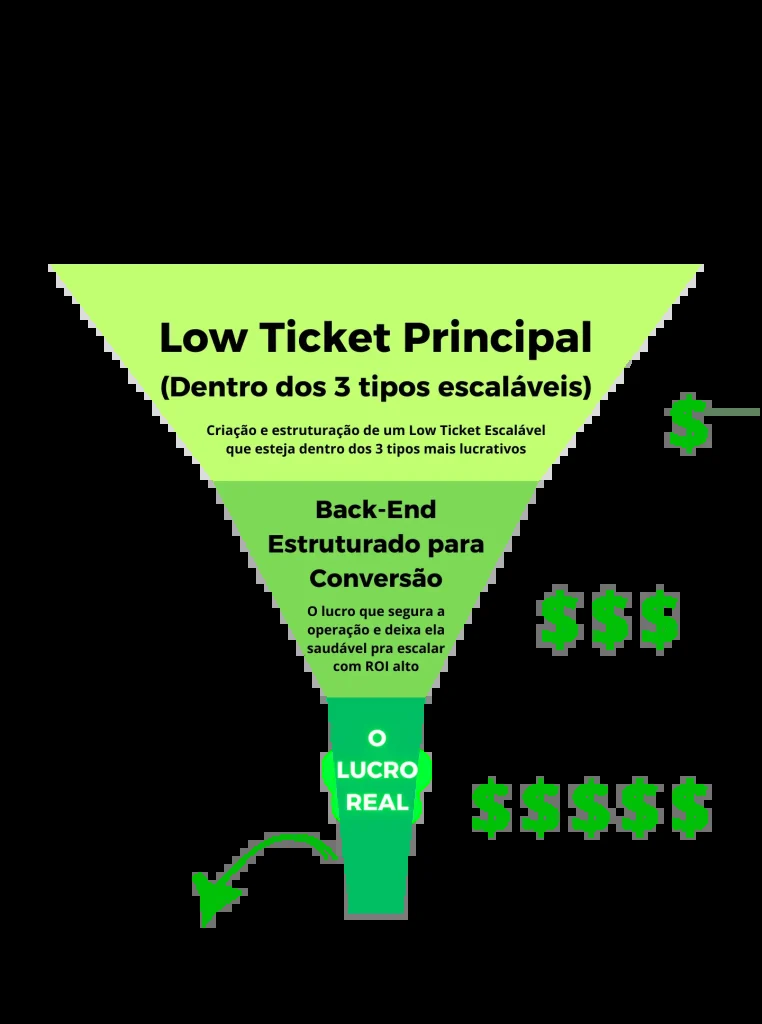 Low Ticket Principal
(Dentro dos 3 tipos escaláveis)
Criação e estruturação de um Low Ticket Escalável
que esteja dentro dos 3 tipos mais lucrativos
$
Back-End
Estruturado para
Conversão
O lucro que segura a
operação e deixa ela
saudável pra escalar
com ROI alto
$$$
O
LUCRO
REAL
$$$$$